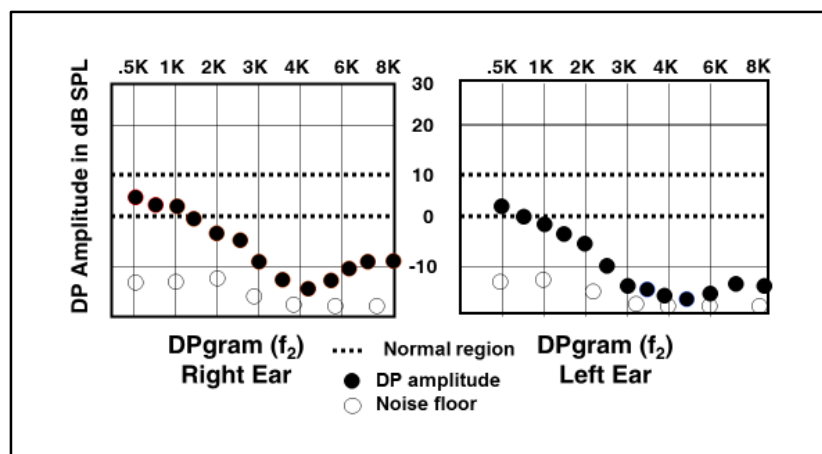 .5K 1K 2K 3K 4K 6K 8K
.5K 1K 2K 3K 4K 6K 8K
DP Amplitude in dB SPL
30
20
10
0
-10
DPgram (f₂)
Right Ear
Normal region
DP amplitude
Noise floor
DPgram (f₂)
Left Ear